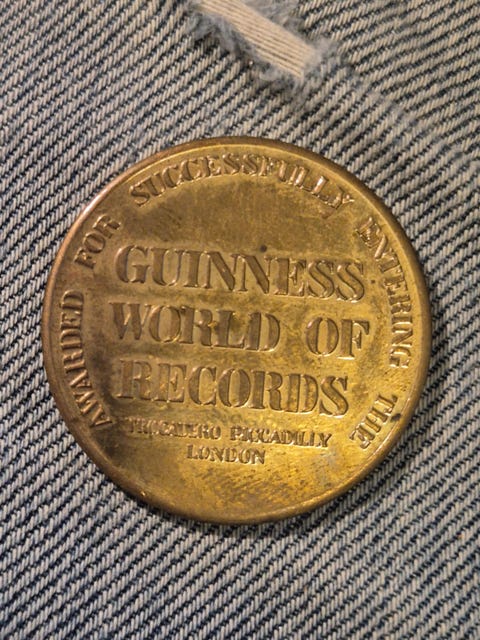 AWARDED FOR SUCCESSFULLY ENTERING THE
GUINNESS
WORLD OF
RECORDS
TROCADERO PICCADILLY
LONDON